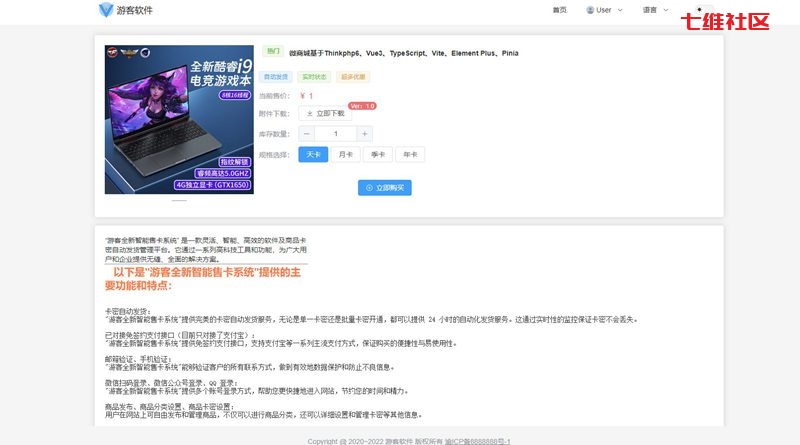 游客软件
首页
User
语言
七维社区
全新酷睿i9
电竞游戏本
8核16线程
指纹解锁
睿频高达5.0GHZ
4G独立显卡 (GTX1650)
热门
微商城基于Thinkphp6、Vue3、TypeScript、Vite、Element Plus、Pinia
自动发货
实时状态
超多优惠
当前售价:
¥ 1
附件下载:
立即下载
Ver: 1.0
库存数量:
1
规格选择:
天卡
月卡
季卡
年卡
立即购买
"游客全新智能售卡系统" 是一款灵活、智能、高效的软件及商品卡
密自动发货管理平台。它通过一系列高科技工具和功能，为广大用
户和企业提供无缝、全面的解决方案。
以下是"游客全新智能售卡系统"提供的主
要功能和特点：
卡密自动发货：
"游客全新智能售卡系统"提供完美的卡密自动发货服务，无论是单一卡密还是批量卡密开通，都可以提供 24 小时的自动化发货服务。这通过实时性的监控保证卡密不会丢失。
已对接免签约支付接口（目前只对接了支付宝）：
"游客全新智能售卡系统"提供免签约支付接口，支持支付宝等一系列主流支付方式，保证购买的便捷性与易使用性。
邮箱验证、手机验证：
"游客全新智能售卡系统"能够验证客户的所有联系方式，做到有效地数据保护和防止不良信息。
微信扫码登录、微信公众号登录、QQ 登录：
"游客全新智能售卡系统"提供多个账号登录方式，帮助您更快捷地进入网站，节约您的时间和精力。
商品发布、商品分类设置、商品卡密设置：
用户在网站上可自由发布和管理商品，不仅可以进行商品分类，还可以详细设置和管理卡密等其他信息。
Copyright @ 2020~2022 游客软件 版权所有 渝ICP备8888888号-1